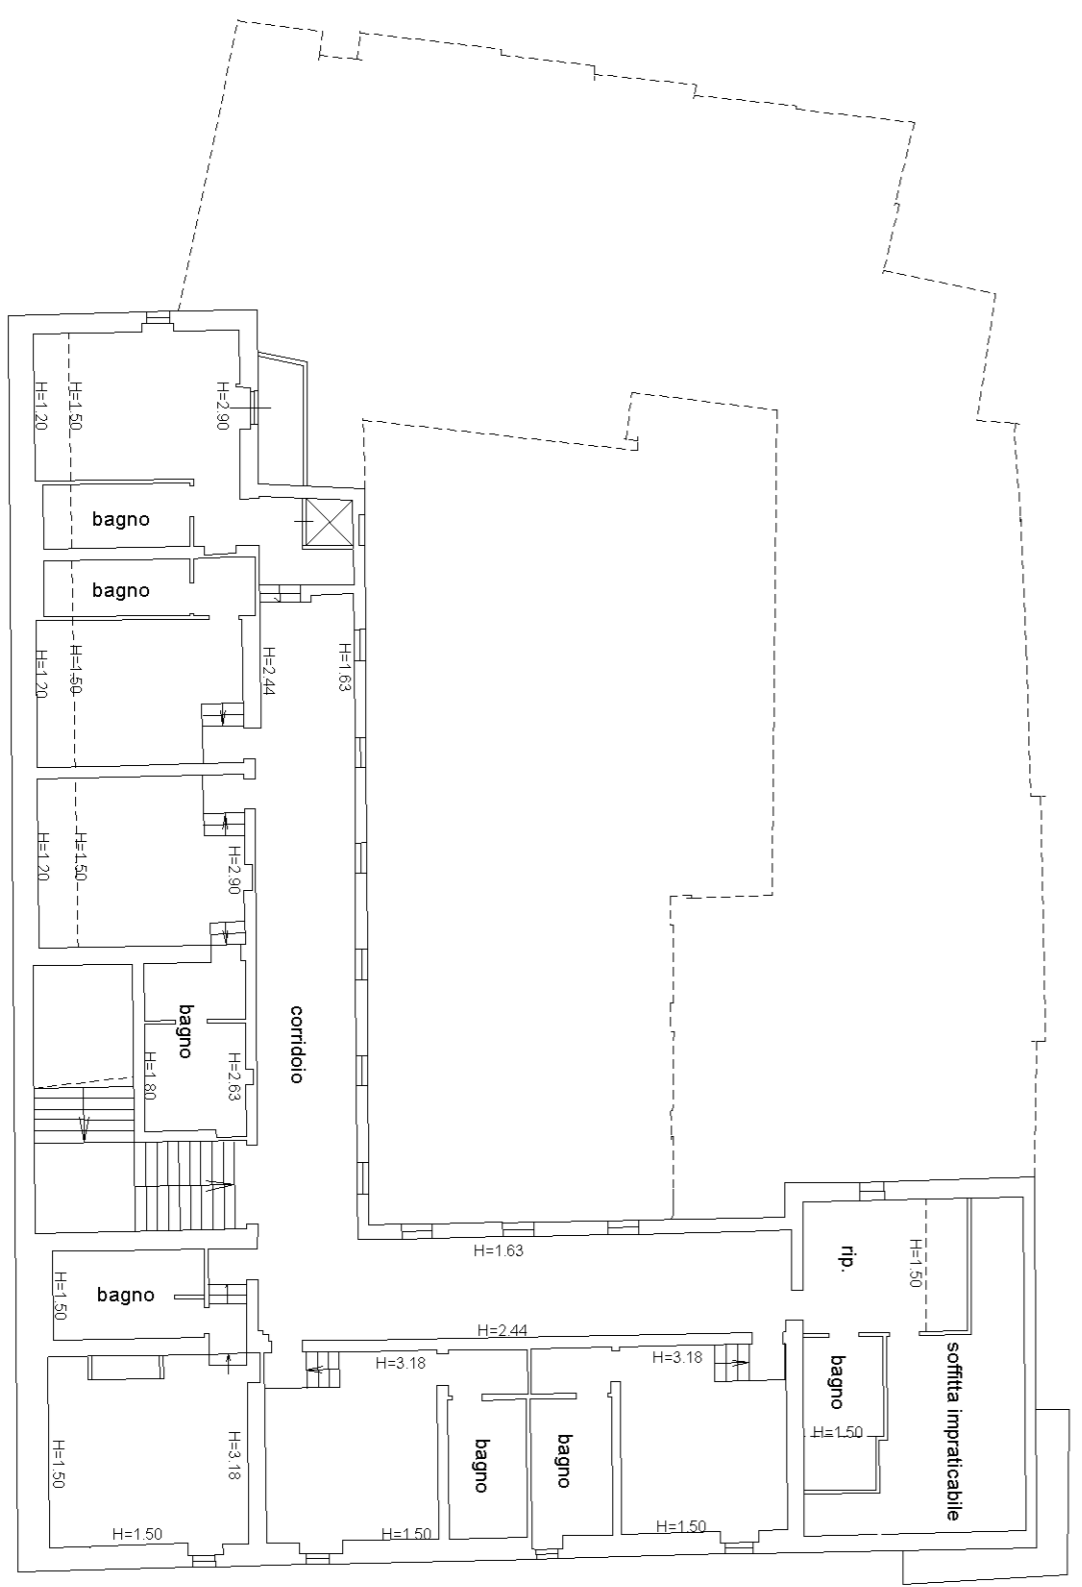 H=1.20
H=1.50
H=2.90
bagno
bagno
H=1.20
H=1.50
H=2.44
H=1.63
H=1.20
H=1.50
H=2.90
bagno
corridoio
H=1.80
H=2.63
H=1.63
rip.
H=1.50
H=1.50
bagno
H=2.44
H=3.18
H=3.18
bagno
soffitta impraticabile
H=1.50
H=1.50
H=3.18
bagno
bagno
H=1.50
H=1.50
H=1.50